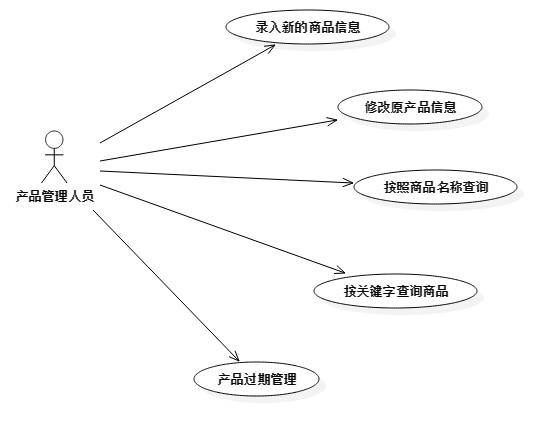 录入新的商品信息
修改原产品信息
产品管理人员
按照商品名称查询
按关键字查询商品
产品过期管理